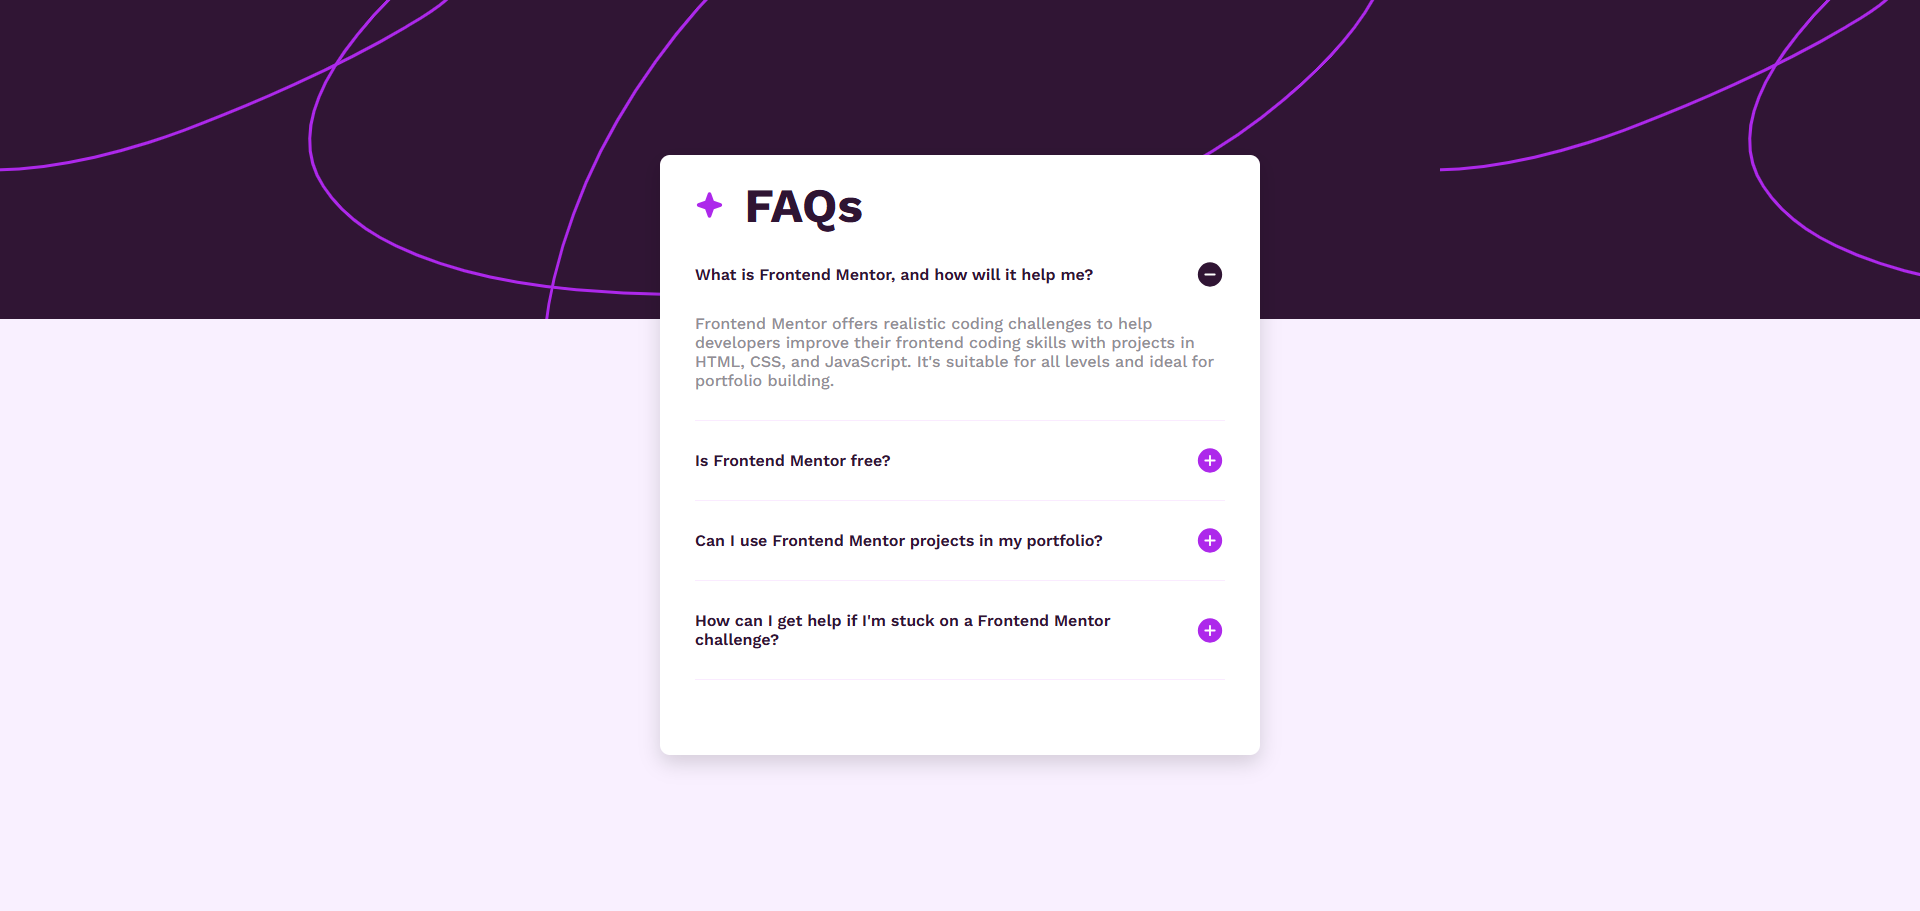 FAQs
What is Frontend Mentor, and how will it help me?
Frontend Mentor offers realistic coding challenges to help
developers improve their frontend coding skills with projects in
HTML, CSS, and JavaScript. It's suitable for all levels and ideal for
portfolio building.
Is Frontend Mentor free?
Can I use Frontend Mentor projects in my portfolio?
How can I get help if I'm stuck on a Frontend Mentor
challenge?